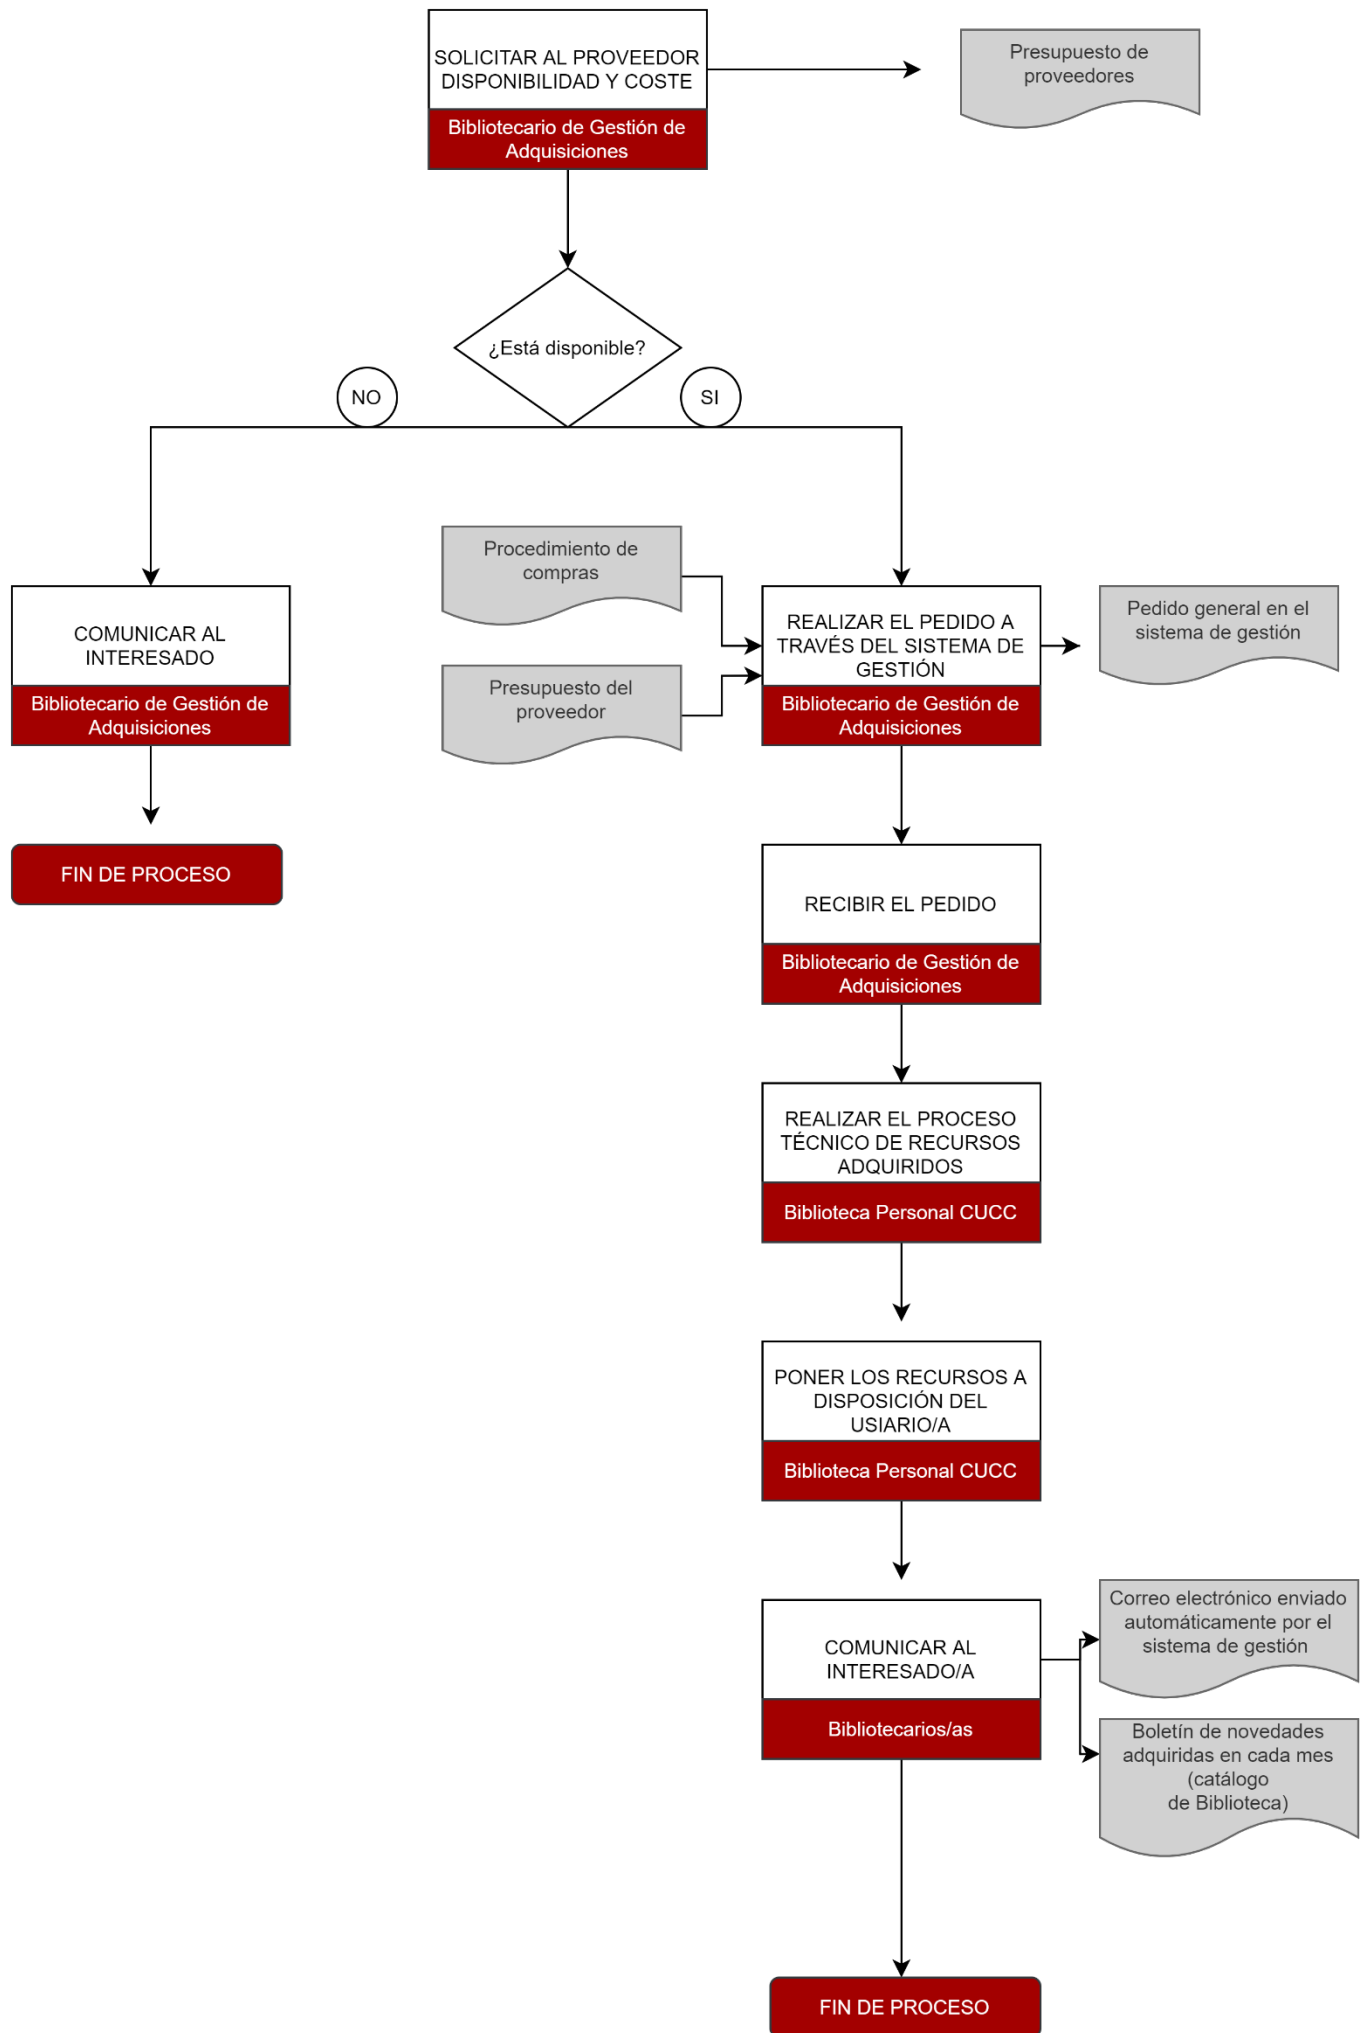 SOLICITAR AL PROVEEDOR
DISPONIBILIDAD Y COSTE
Bibliotecario de Gestión de
Adquisiciones
Presupuesto de
proveedores
¿Está disponible?
NO
SI
COMUNICAR AL
INTERESADO
Bibliotecario de Gestión de
Adquisiciones
FIN DE PROCESO
Procedimiento de
compras
Presupuesto del
proveedor
REALIZAR EL PEDIDO A
TRAVÉS DEL SISTEMA DE
GESTIÓN
Bibliotecario de Gestión de
Adquisiciones
Pedido general en el
sistema de gestión
RECIBIR EL PEDIDO
Bibliotecario de Gestión de
Adquisiciones
REALIZAR EL PROCESO
TÉCNICO DE RECURSOS
ADQUIRIDOS
Biblioteca Personal CUCC
PONER LOS RECURSOS A
DISPOSICIÓN DEL
USIARIO/A
Biblioteca Personal CUCC
COMUNICAR AL
INTERESADO/A
Bibliotecarios/as
Correo electrónico enviado
automáticamente por el
sistema de gestión
Boletín de novedades
adquiridas en cada mes
(catálogo
de Biblioteca)
FIN DE PROCESO